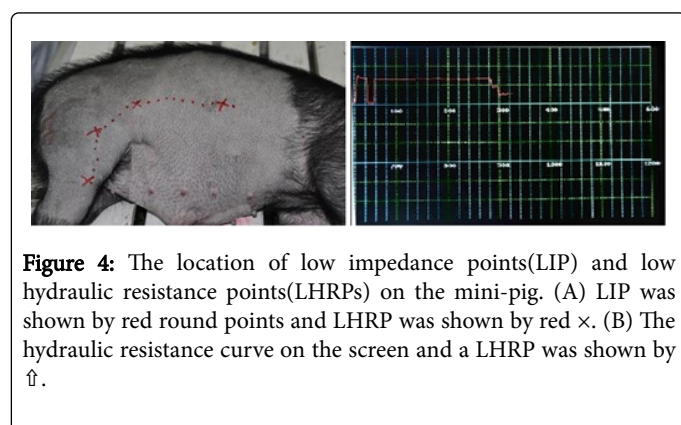 Figure 4: The location of low impedance points(LIP) and low
hydraulic resistance points(LHRPs) on the mini-pig. (A) LIP was
shown by red round points and LHRP was shown by red ×. (B) The
hydraulic resistance curve on the screen and a LHRP was shown by
⇧.